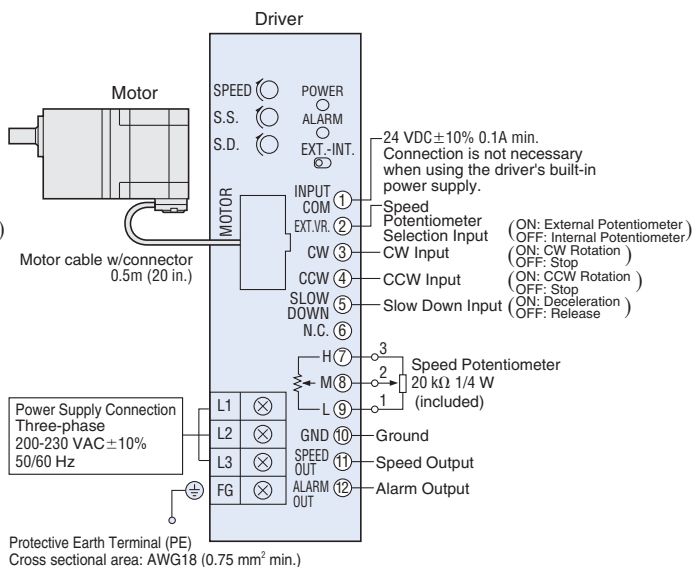 Driver
Motor
SPEED
S.S.
S.D.
POWER
ALARM
EXT.-INT.
MOTOR
Motor cable w/connector
0.5m (20 in.)
)
INPUT
COM 1
24 VDC±10% 0.1A min.
Connection is not necessary
when using the driver's built-in
power supply.
EXT.VR. 2
Speed
Potentiometer
Selection Input
(ON: External Potentiometer
OFF: Internal Potentiometer)
CW 3 CW Input (ON: CW Rotation
OFF: Stop)
CCW 4 CCW Input (ON: CCW Rotation
OFF: Stop)
SLOW
DOWN 5 Slow Down Input (ON: Deceleration
OFF: Release)
N.C. 6
H 7 3
M 8 2
L 9 1
Speed Potentiometer
20 kΩ 1/4 W
(included)
GND 10 Ground
SPEED
OUT 11 Speed Output
ALARM
OUT 12 Alarm Output
L1
L2
L3
FG
Power Supply Connection
Three-phase
200-230 VAC±10%
50/60 Hz
Protective Earth Terminal (PE)
Cross sectional area: AWG18 (0.75 mm² min.)